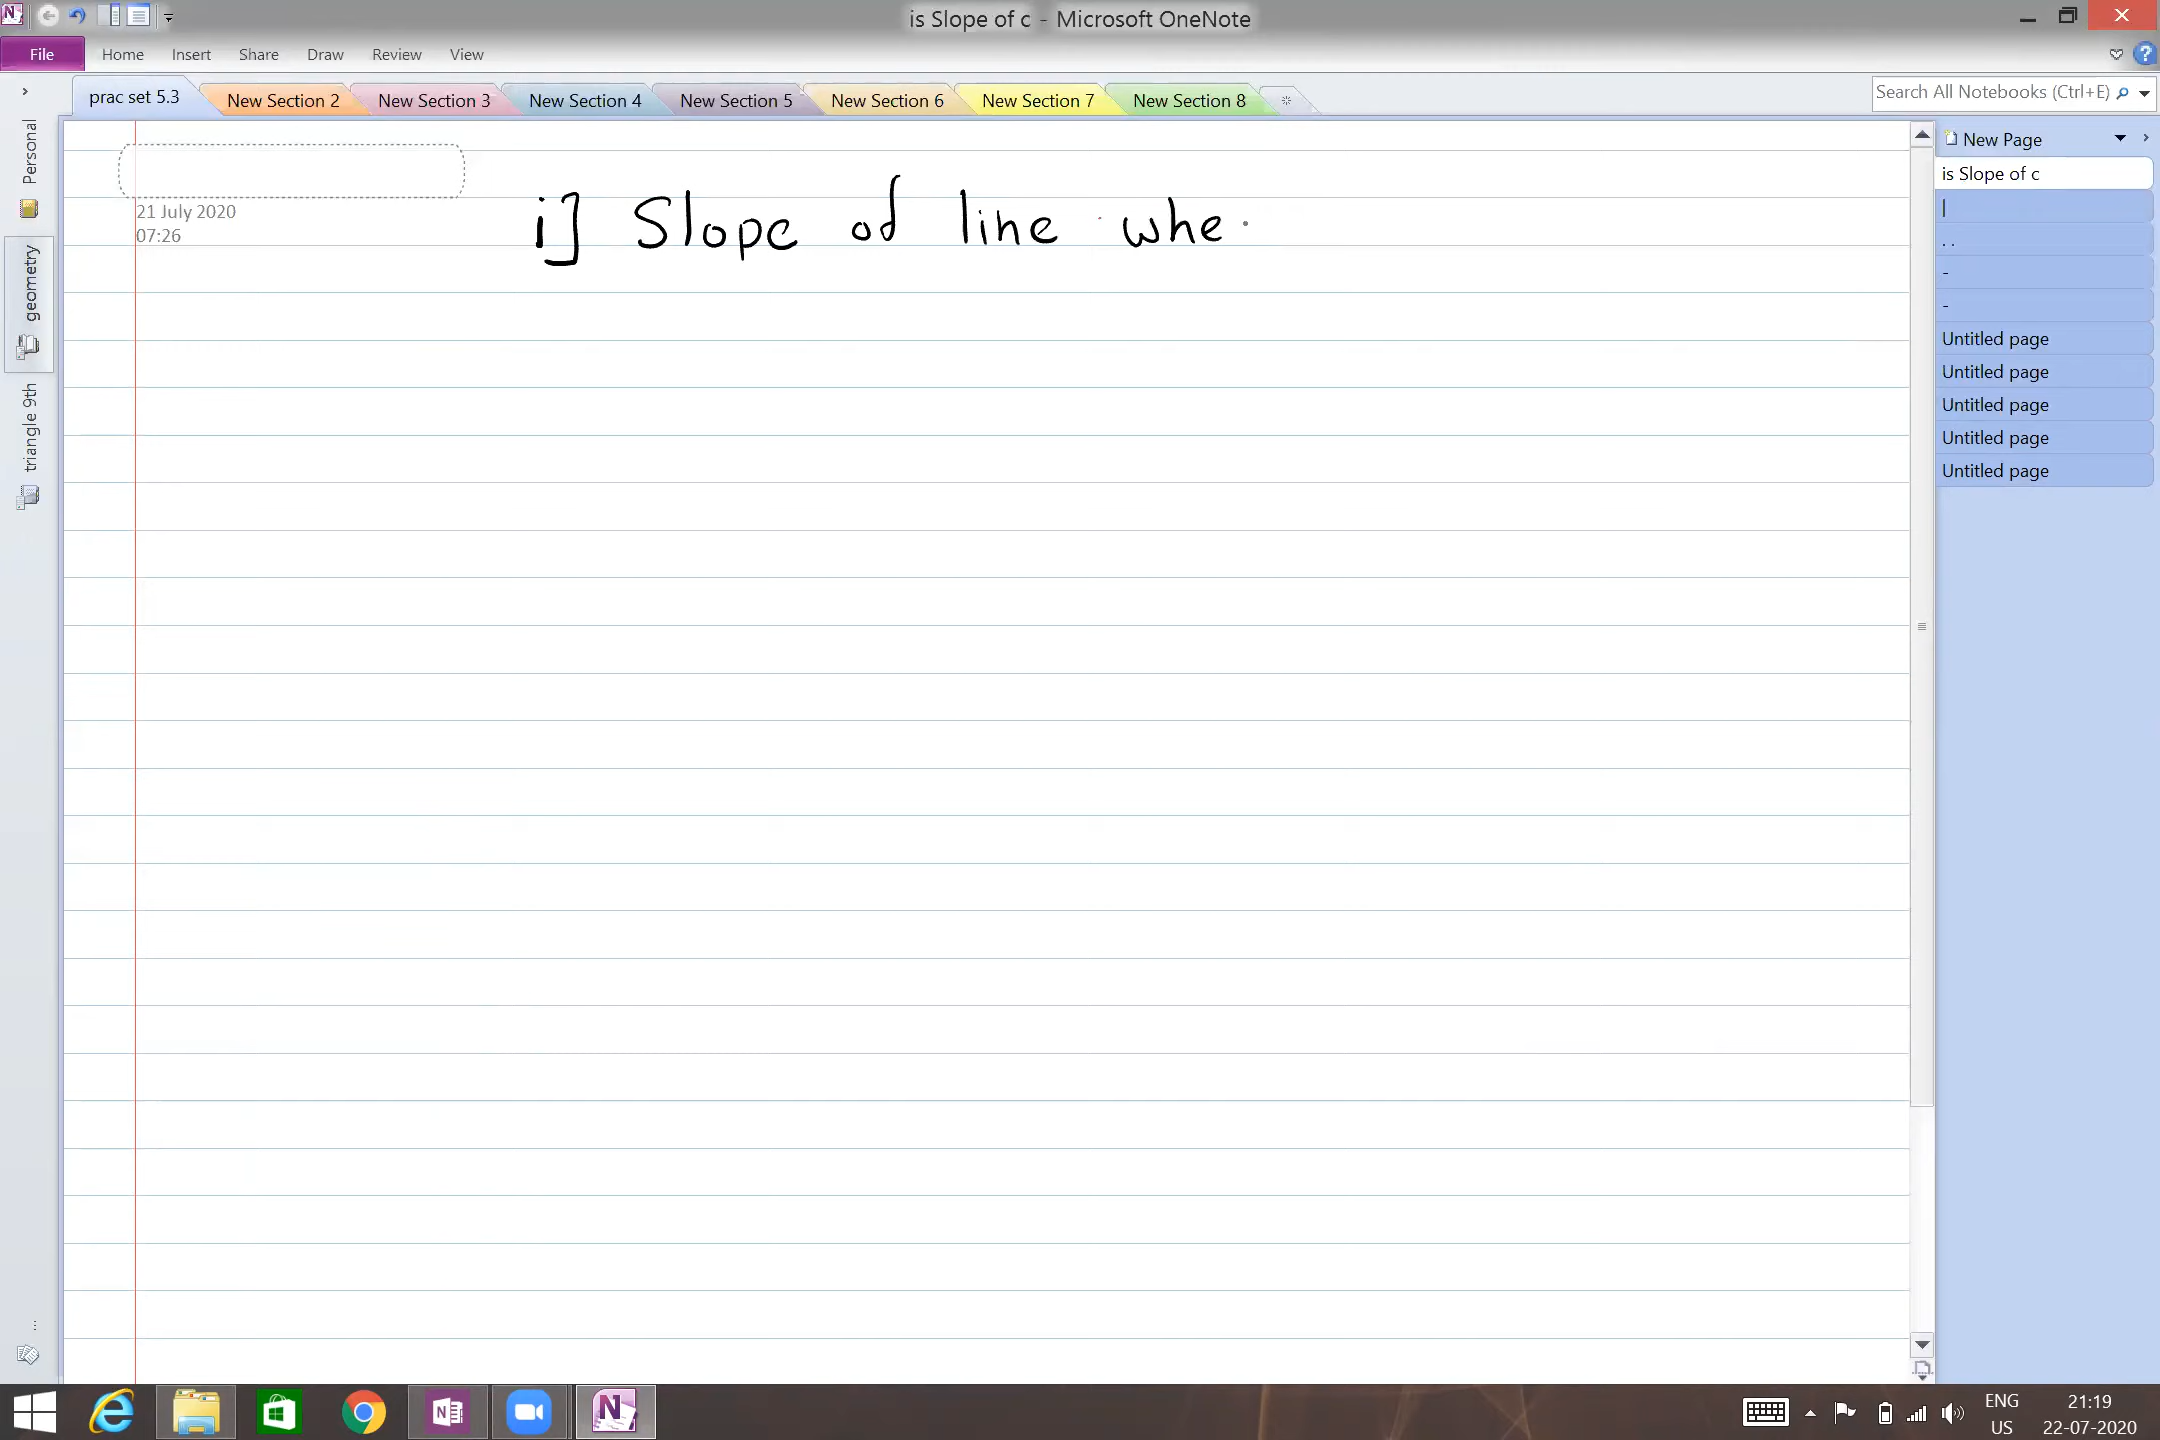 is Slope of c - Microsoft OneNote
File Home Insert Share Draw Review View
prac set 5.3 New Section 2 New Section 3 New Section 4 New Section 5 New Section 6 New Section 7 New Section 8
Search All Notebooks (Ctrl+E)
Personal
geometry
triangle 9th
i] Slope of line whe
21 July 2020
07:26
New Page
is Slope of c
. .
-
-
Untitled page
Untitled page
Untitled page
Untitled page
Untitled page
ENG
US
21:19
22-07-2020